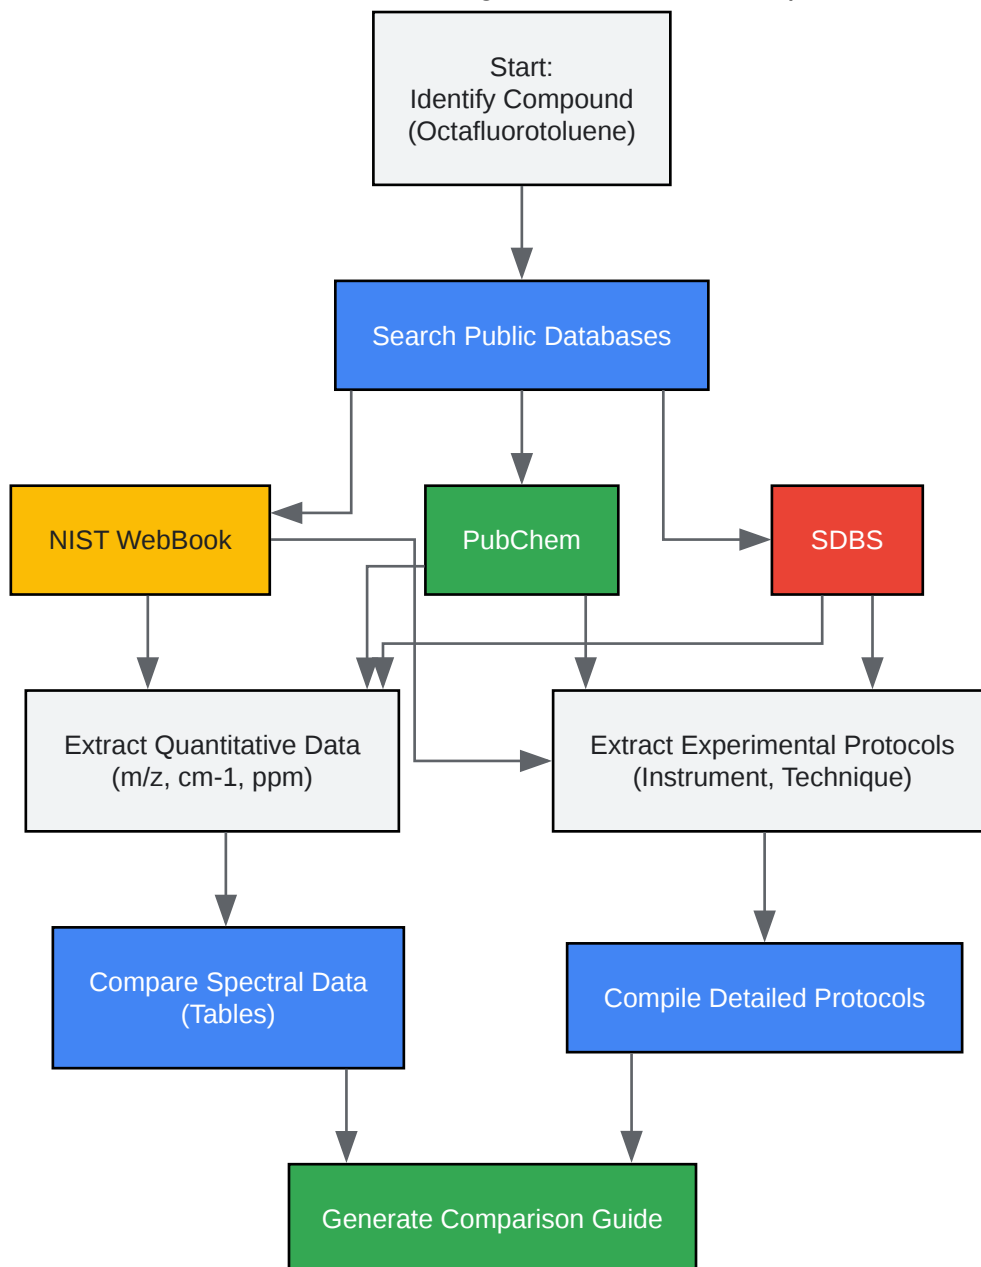 Start:
Identify Compound
(Octafluorotoluene)
Search Public Databases
NIST WebBook
PubChem
SDBS
Extract Quantitative Data
(m/z, cm-1, ppm)
Extract Experimental Protocols
(Instrument, Technique)
Compare Spectral Data
(Tables)
Compile Detailed Protocols
Generate Comparison Guide